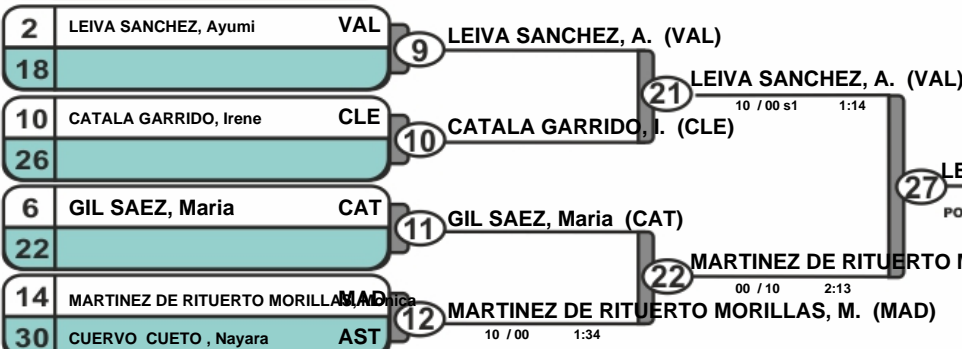 2 LEIVA SANCHEZ, Ayumi VAL
18
9 LEIVA SANCHEZ, A. (VAL)
21 LEIVA SANCHEZ, A. (VAL)
10 / 00 s1 1:14
10 CATALA GARRIDO, Irene CLE
26
10 CATALA GARRIDO, I. (CLE)
27 LE
PO
6 GIL SAEZ, Maria CAT
22
11 GIL SAEZ, Maria (CAT)
22 MARTINEZ DE RITUERTO M
00 / 10 2:13
14 MARTINEZ DE RITUERTO MORILLAS, Monica MAD
30 CUERVO CUETO , Nayara AST
12 MARTINEZ DE RITUERTO MORILLAS, M. (MAD)
10 / 00 1:34